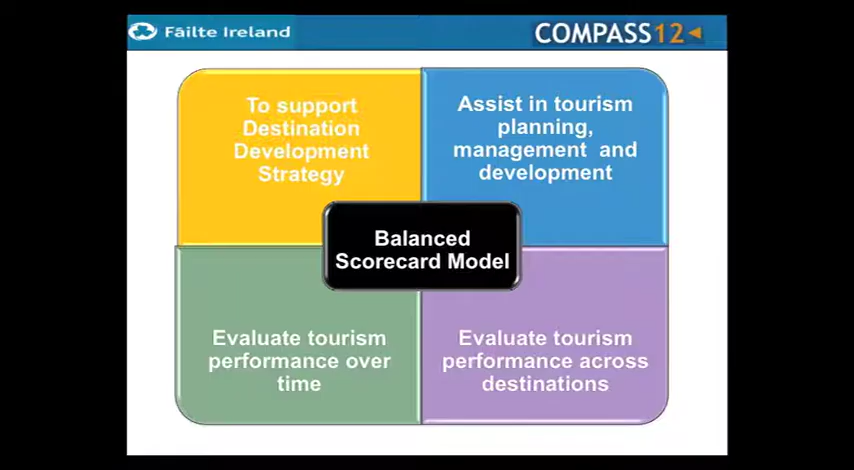 Fáilte Ireland
COMPASS12
To support
Destination
Development
Strategy
Assist in tourism
planning,
management and
development
Balanced
Scorecard Model
Evaluate tourism
performance over
time
Evaluate tourism
performance across
destinations